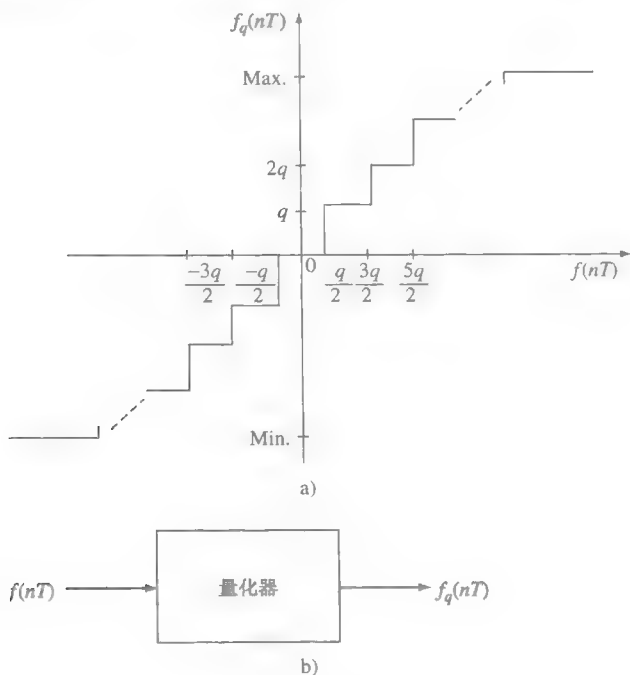 f_q(nT)
Max.
2q
q
0
-3q/2 -q/2 q/2 3q/2 5q/2
f(nT)
Min.
a)
f(nT) 量化器 f_q(nT)
b)